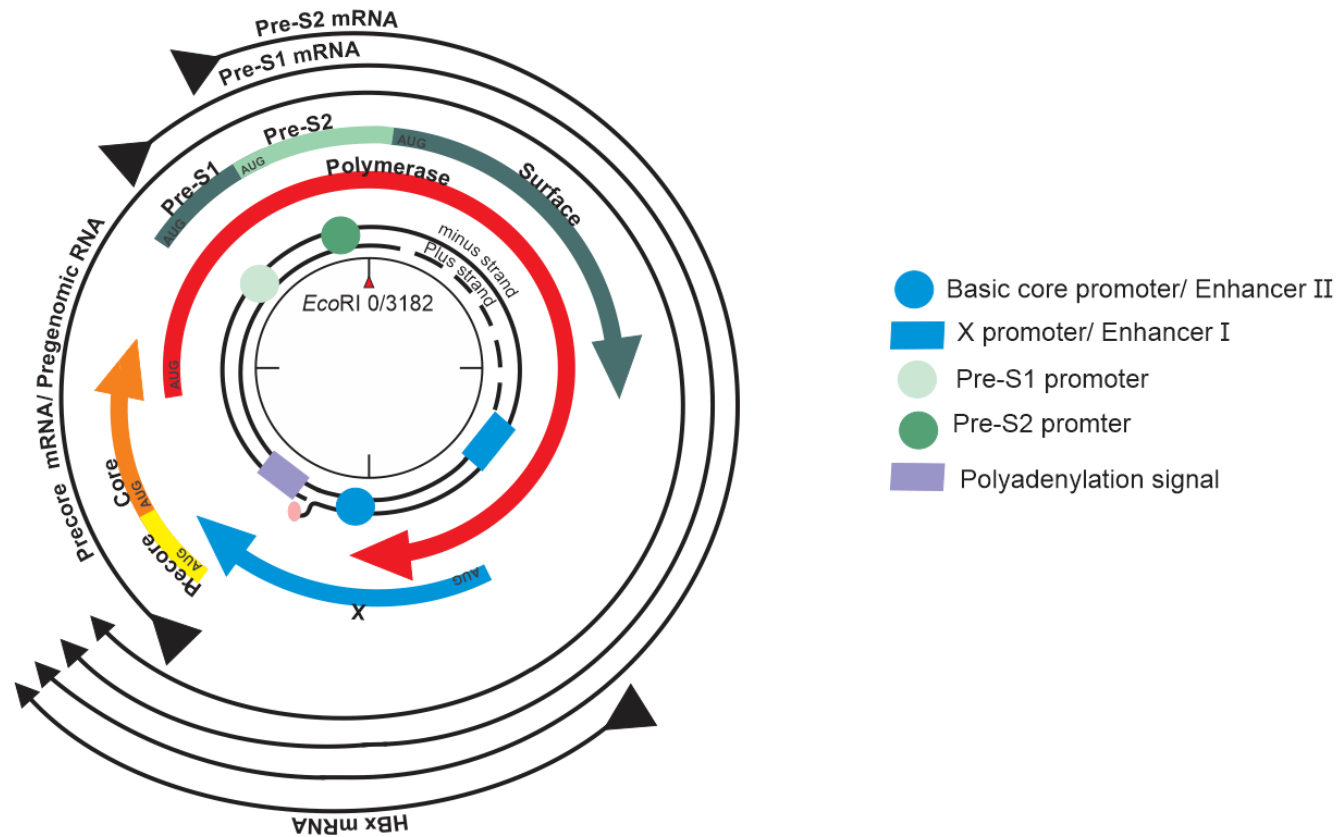 Pre-S2 mRNA
Pre-S1 mRNA
Precore mRNA/ Pregenomic RNA
Pre-S2
AUG
AUG
Pre-S1
AUG
Surface
Polymerase
AUG
minus strand
Plus strand
EcoRI 0/3182
Core
AUG
Precore
AUG
X
AUG
HBx mRNA
Basic core promoter/ Enhancer II
X promoter/ Enhancer I
Pre-S1 promoter
Pre-S2 promter
Polyadenylation signal